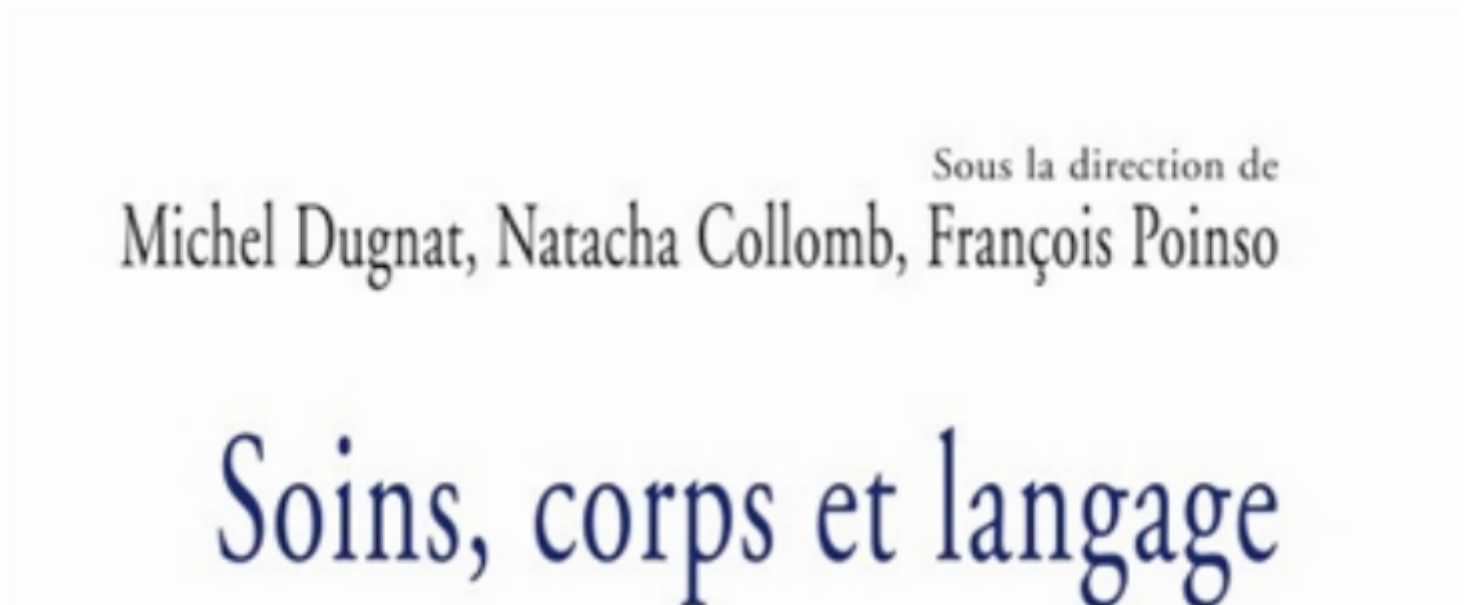 Sous la direction de
Michel Dugnat, Natacha Collomb, François Poinso
Soins, corps et langage